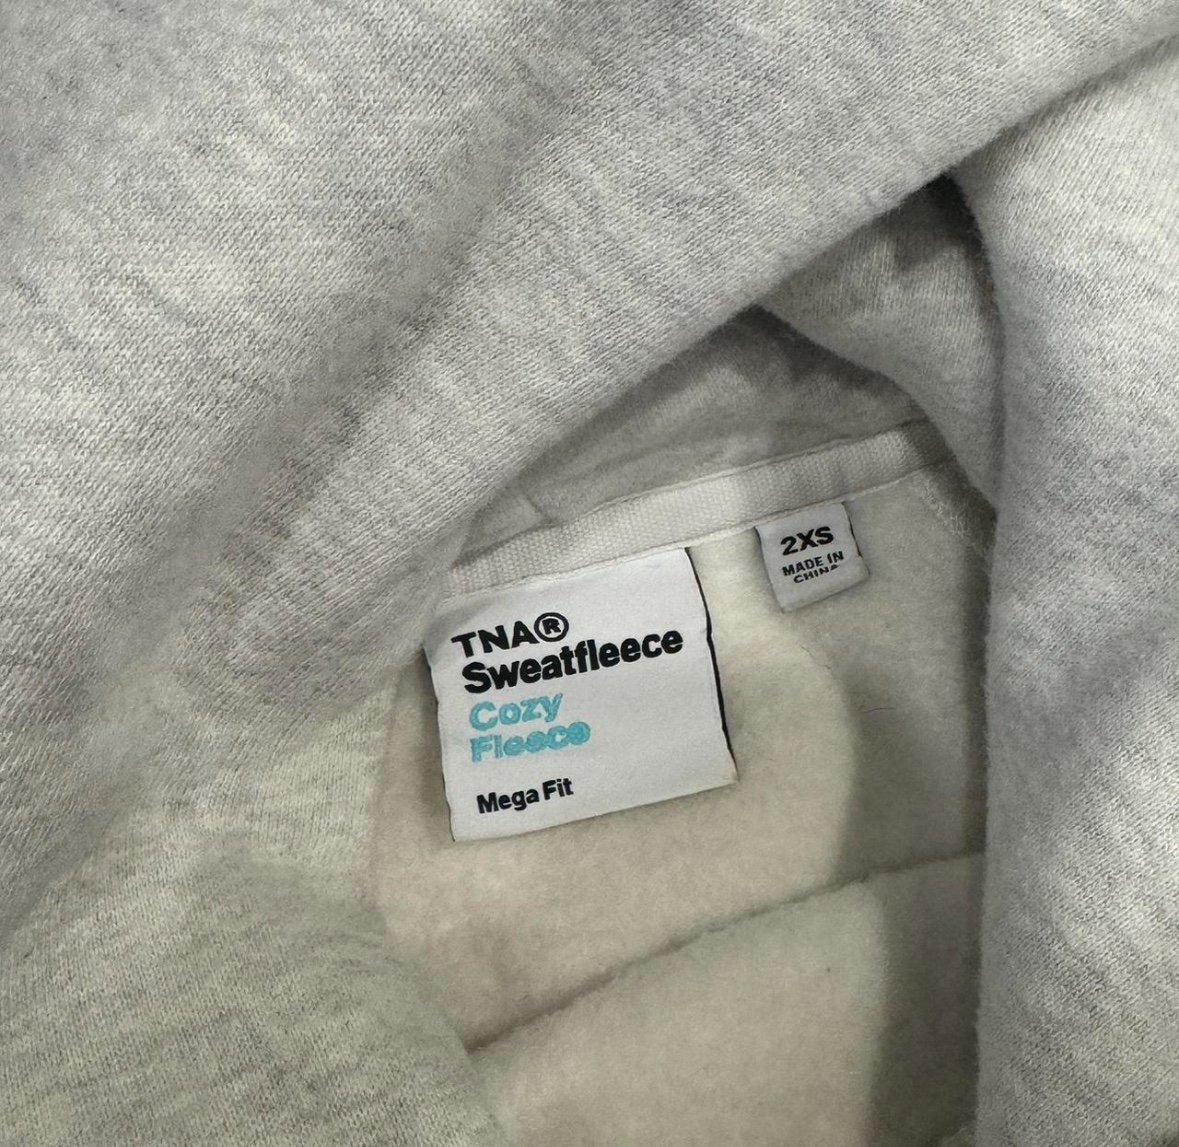 TNA®
Sweatfleece
Cozy
Fleece
Mega Fit
2XS
MADE IN
CHINA